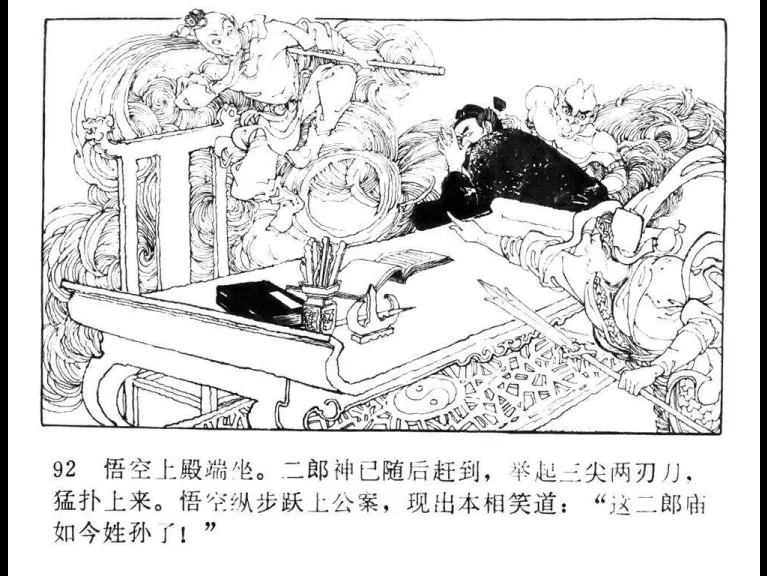 92 悟空上殿端坐。二郎神已随后赶到，举起三尖两刃刀，
猛扑上来。悟空纵步跃上公案，现出本相笑道：“这二郎庙
如今姓孙了！”